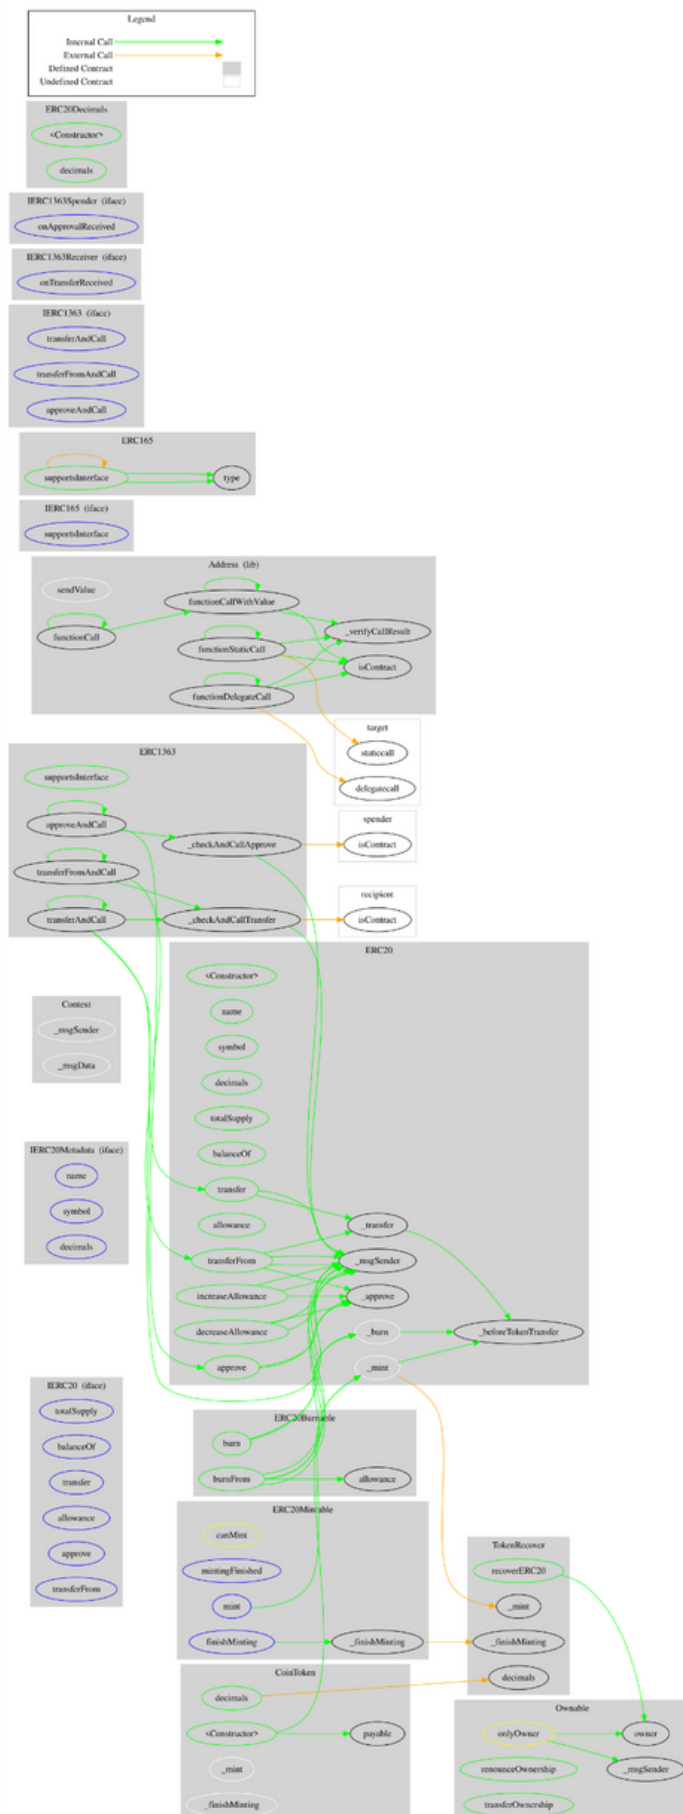 Legend
Internal Call
External Call
Defined Contract
Undefined Contract
ERC20Decimals
<Constructor>
decimals
IERC1363Spender (iface)
onApprovalReceived
IERC1363Receiver (iface)
onTransferReceived
IERC1363 (iface)
transferAndCall
transferFromAndCall
approveAndCall
ERC165
supportsInterface
type
IERC165 (iface)
supportsInterface
Address (lib)
sendValue
functionCall
functionCallWithValue
functionStaticCall
functionDelegateCall
_verifyCallResult
isContract
target
staticcall
delegatecall
ERC1363
supportsInterface
approveAndCall
transferFromAndCall
transferAndCall
_checkAndCallApprove
_checkAndCallTransfer
spender
isContract
recipient
isContract
ERC20
<Constructor>
name
symbol
decimals
totalSupply
balanceOf
transfer
allowance
transferFrom
increaseAllowance
decreaseAllowance
approve
_transfer
_msgSender
_approve
_burn
_mint
_beforeTokenTransfer
Context
_msgSender
_msgData
IERC20Metadata (iface)
name
symbol
decimals
IERC20 (iface)
totalSupply
balanceOf
transfer
allowance
approve
transferFrom
ERC20Burnable
burn
burnFrom
allowance
ERC20Mintable
canMint
mintingFinished
mint
finishMinting
_finishMinting
TokenRecover
recoverERC20
_mint
_finishMinting
decimals
CoinToken
decimals
<Constructor>
_mint
_finishMinting
payable
Ownable
onlyOwner
renounceOwnership
transferOwnership
owner
_msgSender